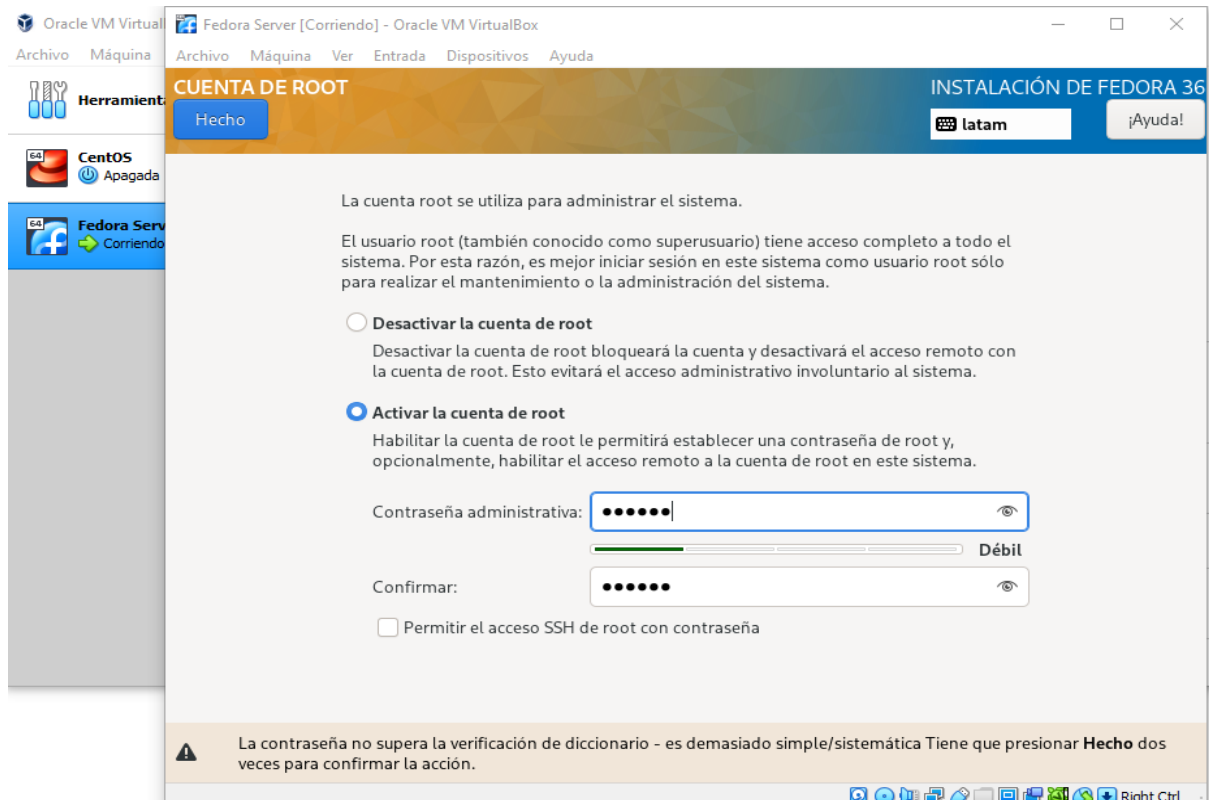 Oracle VM Virtual
Archivo Máquina
Herramient
64
CentOS
Apagada
64
Fedora Serv
Corriendo
Fedora Server [Corriendo] - Oracle VM VirtualBox
Archivo Máquina Ver Entrada Dispositivos Ayuda
CUENTA DE ROOT
INSTALACIÓN DE FEDORA 36
Hecho
latam
¡Ayuda!
La cuenta root se utiliza para administrar el sistema.
El usuario root (también conocido como superusuario) tiene acceso completo a todo el
sistema. Por esta razón, es mejor iniciar sesión en este sistema como usuario root sólo
para realizar el mantenimiento o la administración del sistema.
Desactivar la cuenta de root
Desactivar la cuenta de root bloqueará la cuenta y desactivará el acceso remoto con
la cuenta de root. Esto evitará el acceso administrativo involuntario al sistema.
Activar la cuenta de root
Habilitar la cuenta de root le permitirá establecer una contraseña de root y,
opcionalmente, habilitar el acceso remoto a la cuenta de root en este sistema.
Contraseña administrativa: ●●●●●●
Débil
Confirmar: ●●●●●●
Permitir el acceso SSH de root con contraseña
La contraseña no supera la verificación de diccionario - es demasiado simple/sistemática Tiene que presionar Hecho dos
veces para confirmar la acción.
Right Ctrl